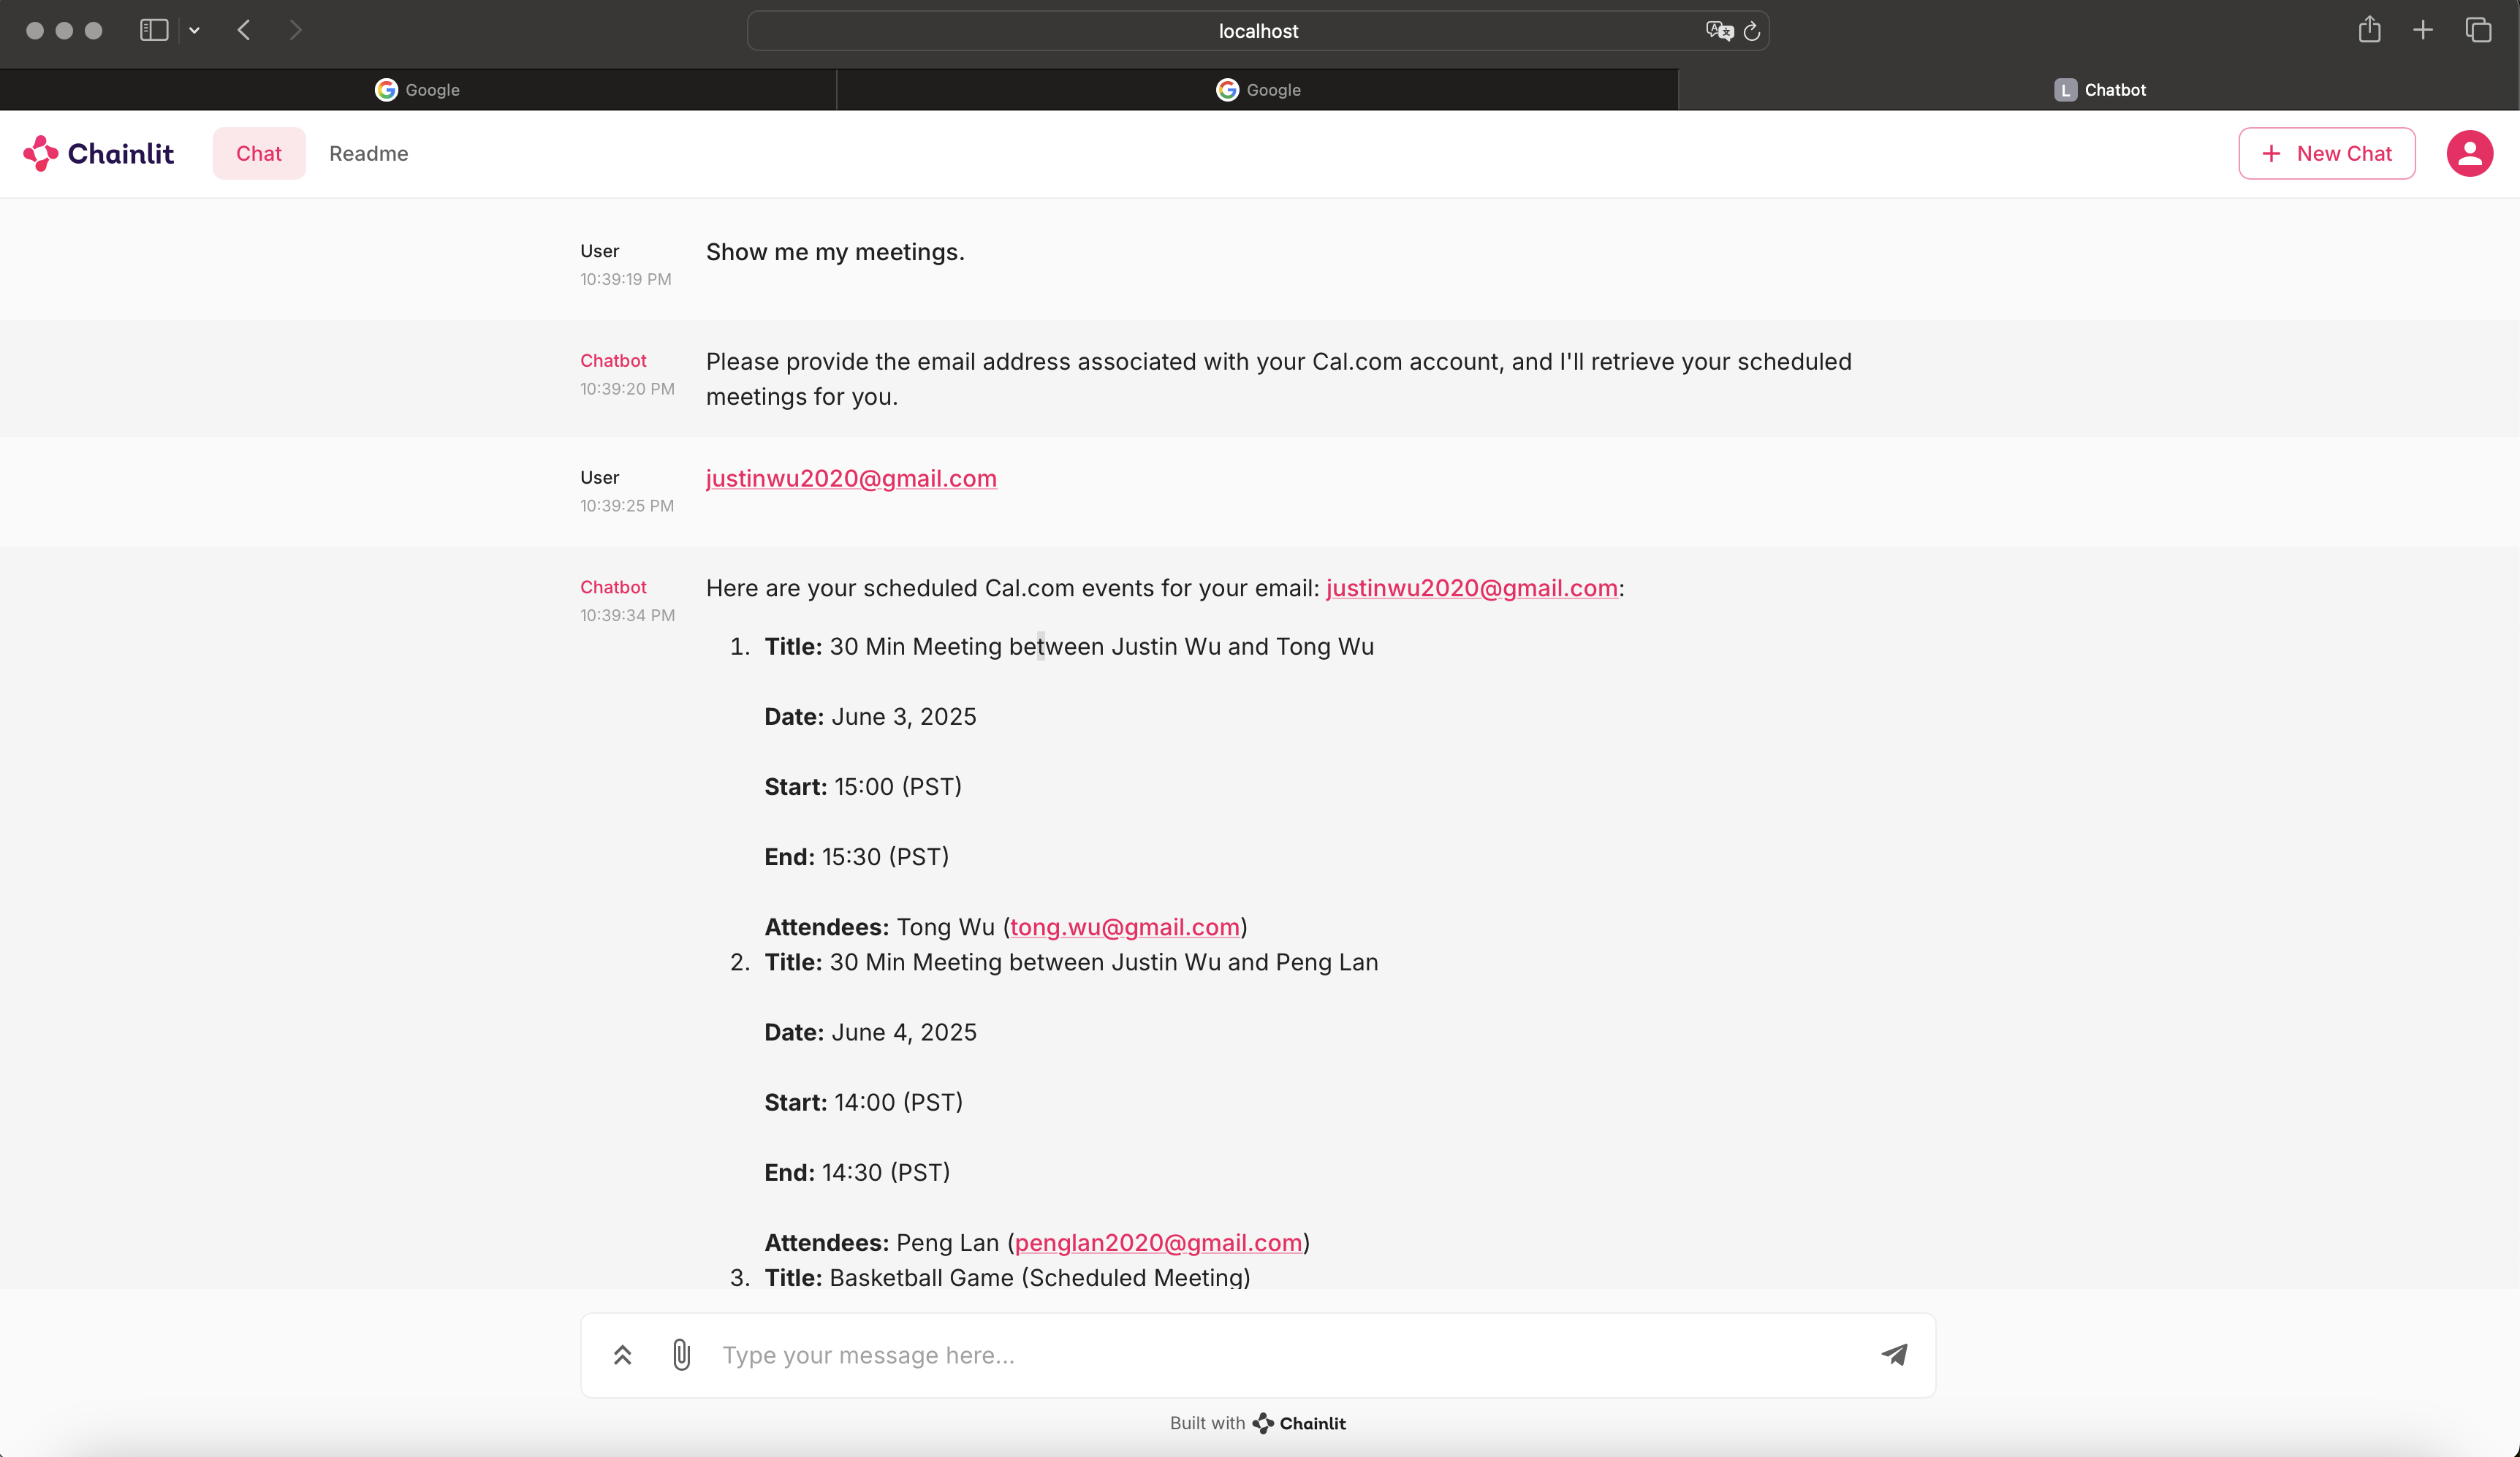 localhost
Google
Google
L Chatbot
Chainlit Chat Readme
+ New Chat
User
10:39:19 PM
Show me my meetings.
Chatbot
10:39:20 PM
Please provide the email address associated with your Cal.com account, and I'll retrieve your scheduled
meetings for you.
User
10:39:25 PM
justinwu2020@gmail.com
Chatbot
10:39:34 PM
Here are your scheduled Cal.com events for your email: justinwu2020@gmail.com:
1. Title: 30 Min Meeting between Justin Wu and Tong Wu
Date: June 3, 2025
Start: 15:00 (PST)
End: 15:30 (PST)
Attendees: Tong Wu (tong.wu@gmail.com)
2. Title: 30 Min Meeting between Justin Wu and Peng Lan
Date: June 4, 2025
Start: 14:00 (PST)
End: 14:30 (PST)
Attendees: Peng Lan (penglan2020@gmail.com)
3. Title: Basketball Game (Scheduled Meeting)
Type your message here...
Built with Chainlit